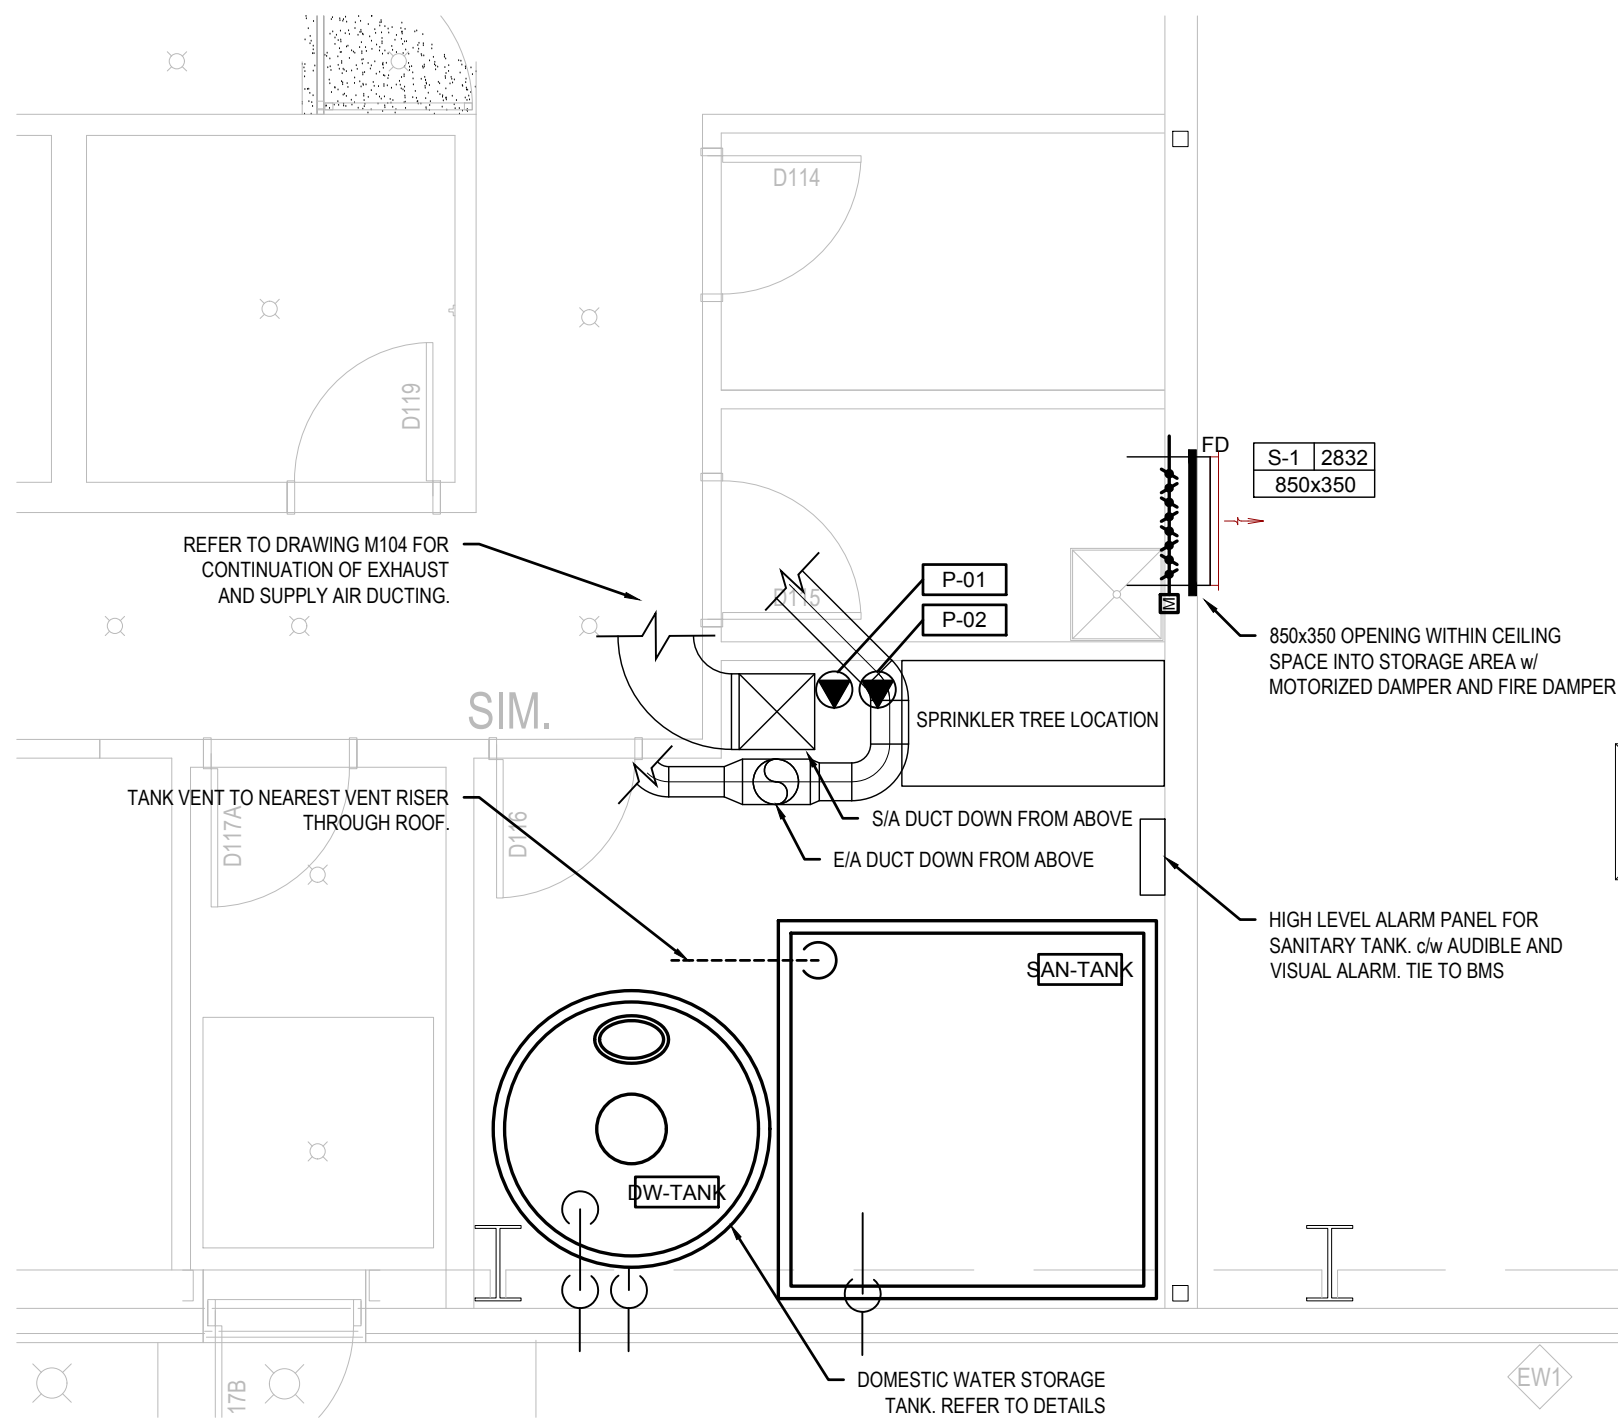 D114
D119
FD
S-1 2832
850x350
REFER TO DRAWING M104 FOR
CONTINUATION OF EXHAUST
AND SUPPLY AIR DUCTING.
P-01
D115
P-02
M
850x350 OPENING WITHIN CEILING
SPACE INTO STORAGE AREA w/
MOTORIZED DAMPER AND FIRE DAMPER
SIM.
SPRINKLER TREE LOCATION
TANK VENT TO NEAREST VENT RISER
THROUGH ROOF.
D117A
D116
S/A DUCT DOWN FROM ABOVE
E/A DUCT DOWN FROM ABOVE
HIGH LEVEL ALARM PANEL FOR
SANITARY TANK. c/w AUDIBLE AND
VISUAL ALARM. TIE TO BMS
SAN-TANK
DW-TANK
DOMESTIC WATER STORAGE
TANK. REFER TO DETAILS
17B
EW1